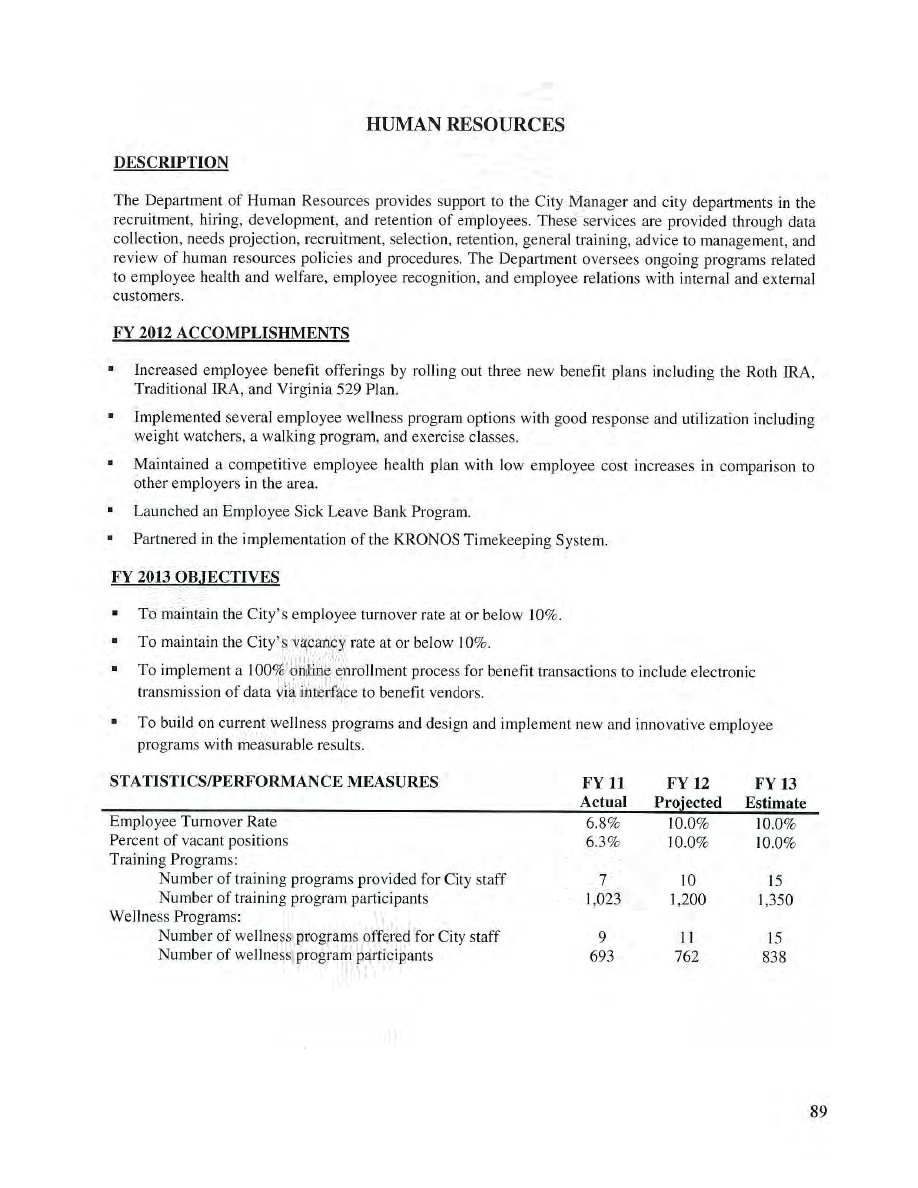 HUMAN RESOURCES
DESCRIPTION
The Department of Human Resources provides support to the City Manager and city departments in the
recruitment, hiring, development, and retention of employees. These services are provided through data
collection, needs projection, recruitment, selection, retention, general training, advice to management, and
review of human resources policies and procedures. The Department oversees ongoing programs related
to employee health and welfare, employee recognition, and employee relations with internal and external
customers.
FY 2012 ACCOMPLISHMENTS
▪ Increased employee benefit offerings by rolling out three new benefit plans including the Roth IRA,
Traditional IRA, and Virginia 529 Plan.
▪ Implemented several employee wellness program options with good response and utilization including
weight watchers, a walking program, and exercise classes.
▪ Maintained a competitive employee health plan with low employee cost increases in comparison to
other employers in the area.
▪ Launched an Employee Sick Leave Bank Program.
▪ Partnered in the implementation of the KRONOS Timekeeping System.
FY 2013 OBJECTIVES
▪ To maintain the City's employee turnover rate at or below 10%.
▪ To maintain the City's vacancy rate at or below 10%.
▪ To implement a 100% online enrollment process for benefit transactions to include electronic
transmission of data via interface to benefit vendors.
▪ To build on current wellness programs and design and implement new and innovative employee
programs with measurable results.
STATISTICS/PERFORMANCE MEASURES FY 11 FY 12 FY 13
Actual Projected Estimate
Employee Turnover Rate 6.8% 10.0% 10.0%
Percent of vacant positions 6.3% 10.0% 10.0%
Training Programs:
Number of training programs provided for City staff 7 10 15
Number of training program participants 1,023 1,200 1,350
Wellness Programs:
Number of wellness programs offered for City staff 9 11 15
Number of wellness program participants 693 762 838
89